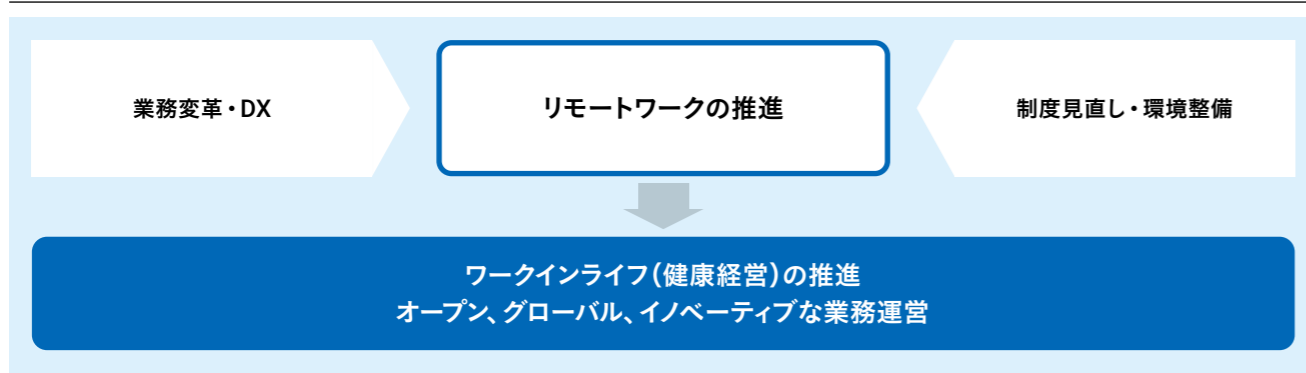 業務変革・DX
リモートワークの推進
制度見直し・環境整備
ワークインライフ(健康経営)の推進
オープン、グローバル、イノベーティブな業務運営